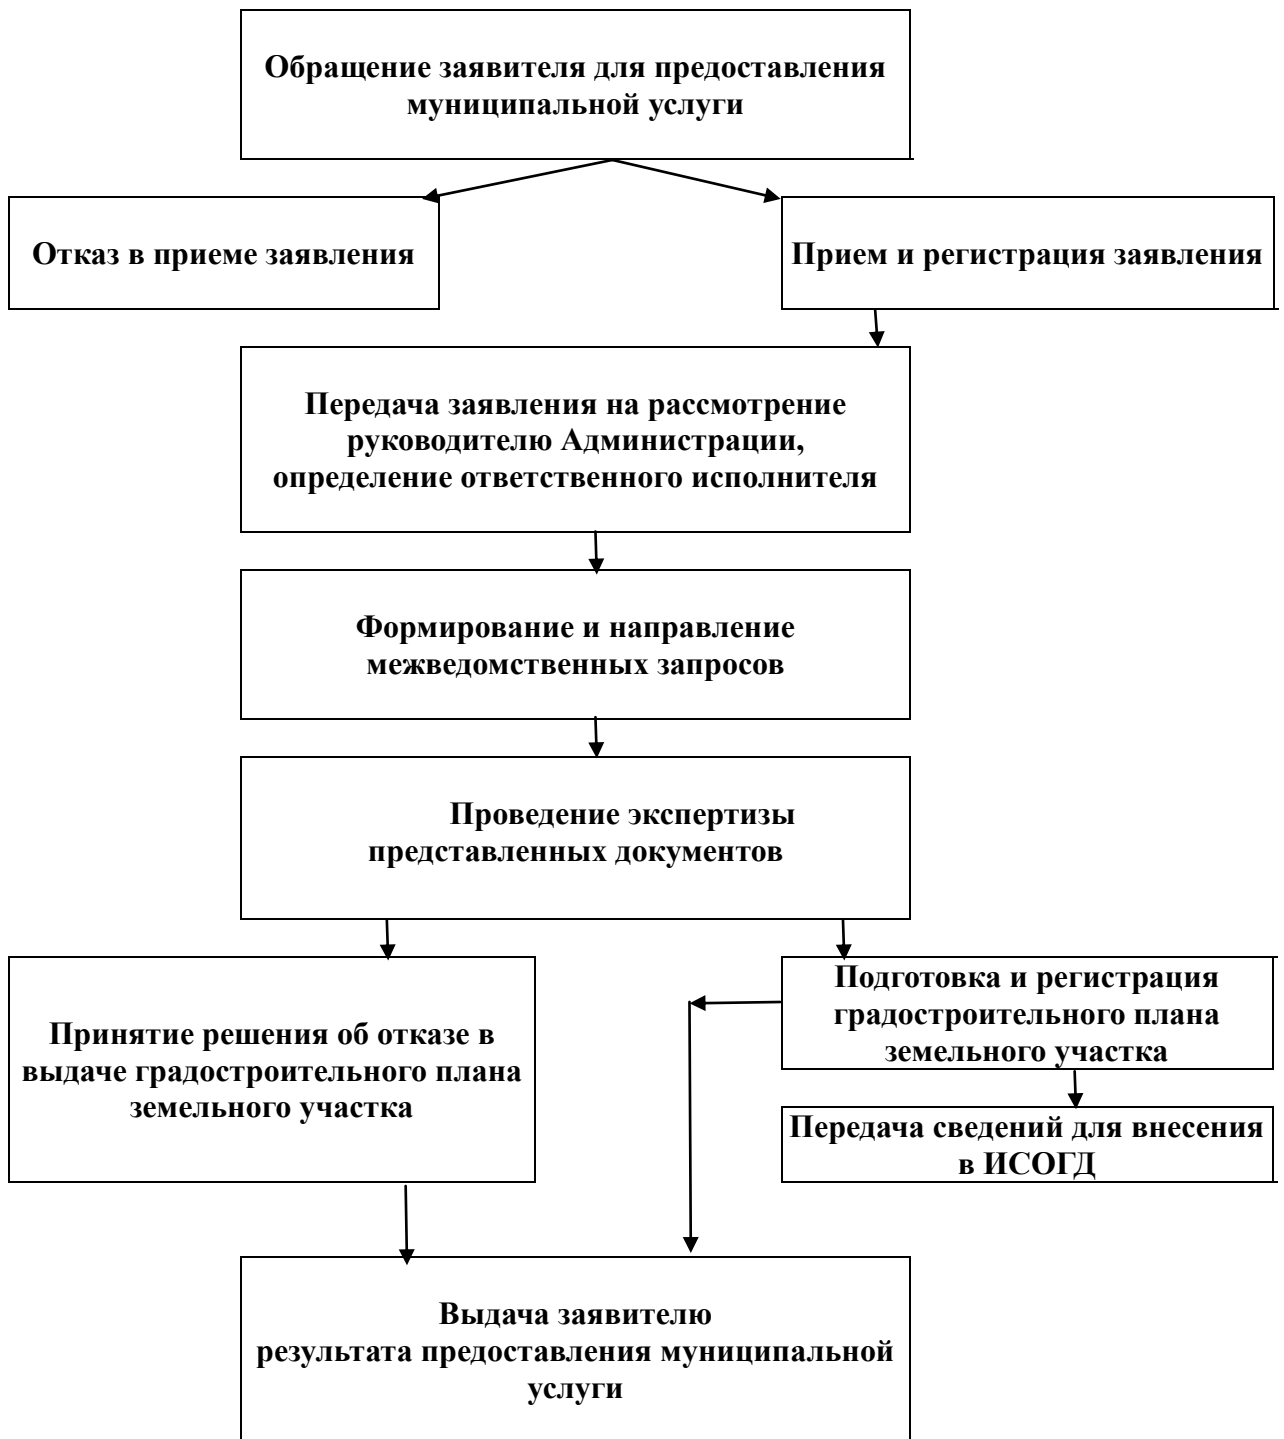 Обращение заявителя для предоставления
муниципальной услуги
Отказ в приеме заявления
Прием и регистрация заявления
Передача заявления на рассмотрение
руководителю Администрации,
определение ответственного исполнителя
Формирование и направление
межведомственных запросов
Проведение экспертизы
представленных документов
Принятие решения об отказе в
выдаче градостроительного плана
земельного участка
Подготовка и регистрация
градостроительного плана
земельного участка
Передача сведений для внесения
в ИСОГД
Выдача заявителю
результата предоставления муниципальной
услуги